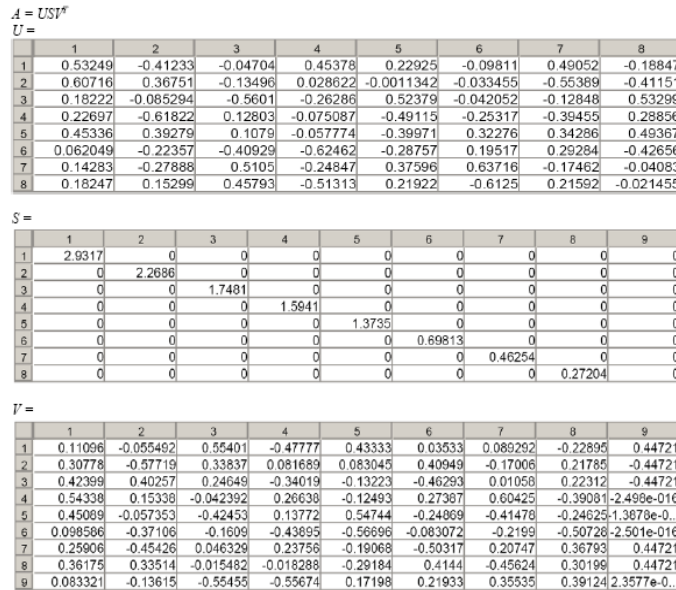 A = USVᵀ
U =
1 2 3 4 5 6 7 8
1 0.53249 -0.41233 -0.04704 0.45378 0.22925 -0.09811 0.49052 -0.18847
2 0.60716 0.36751 -0.13496 0.028622 -0.0011342 -0.033455 -0.55389 -0.41151
3 0.18222 -0.085294 -0.5601 -0.26286 0.52379 -0.042052 -0.12848 0.53299
4 0.22697 -0.61822 0.12803 -0.075087 -0.49115 -0.25317 -0.39455 0.28856
5 0.45336 0.39279 0.1079 -0.057774 -0.39971 0.32276 0.34286 0.49367
6 0.062049 -0.22357 -0.40929 -0.62462 -0.28757 0.19517 0.29284 -0.42656
7 0.14283 -0.27888 0.5105 -0.24847 0.37596 0.63716 -0.17462 -0.04083
8 0.18247 0.15299 0.45793 -0.51313 0.21922 -0.6125 0.21592 -0.021455
S =
1 2 3 4 5 6 7 8 9
1 2.9317 0 0 0 0 0 0 0 0
2 0 2.2686 0 0 0 0 0 0 0
3 0 0 1.7481 0 0 0 0 0 0
4 0 0 0 1.5941 0 0 0 0 0
5 0 0 0 0 1.3735 0 0 0 0
6 0 0 0 0 0 0.69813 0 0 0
7 0 0 0 0 0 0 0.46254 0 0
8 0 0 0 0 0 0 0 0.27204 0
V =
1 2 3 4 5 6 7 8 9
1 0.11096 -0.055492 0.55401 -0.47777 0.43333 0.03533 0.089292 -0.22895 0.44721
2 0.30778 -0.57719 0.33837 0.081689 0.083045 0.40949 -0.17006 0.21785 -0.44721
3 0.42399 0.40257 0.24649 -0.34019 -0.13223 -0.46293 0.01058 0.22312 -0.44721
4 0.54338 0.15338 -0.042392 0.26638 -0.12493 0.27387 0.60425 -0.39081 -2.498e-016
5 0.45089 -0.057353 -0.42453 0.13772 0.54744 -0.24869 -0.41478 -0.24625 -1.3878e-0...
6 0.098586 -0.37106 -0.1609 -0.43895 -0.56696 -0.083072 -0.2199 -0.50728 -2.501e-016
7 0.25906 -0.45426 0.046329 0.23756 -0.19068 -0.50317 0.20747 0.36793 0.44721
8 0.36175 0.33514 -0.015482 -0.018288 -0.29184 0.4144 -0.45624 0.30199 0.44721
9 0.083321 -0.13615 -0.55455 -0.55674 0.17198 0.21933 0.35535 0.39124 2.3577e-0...